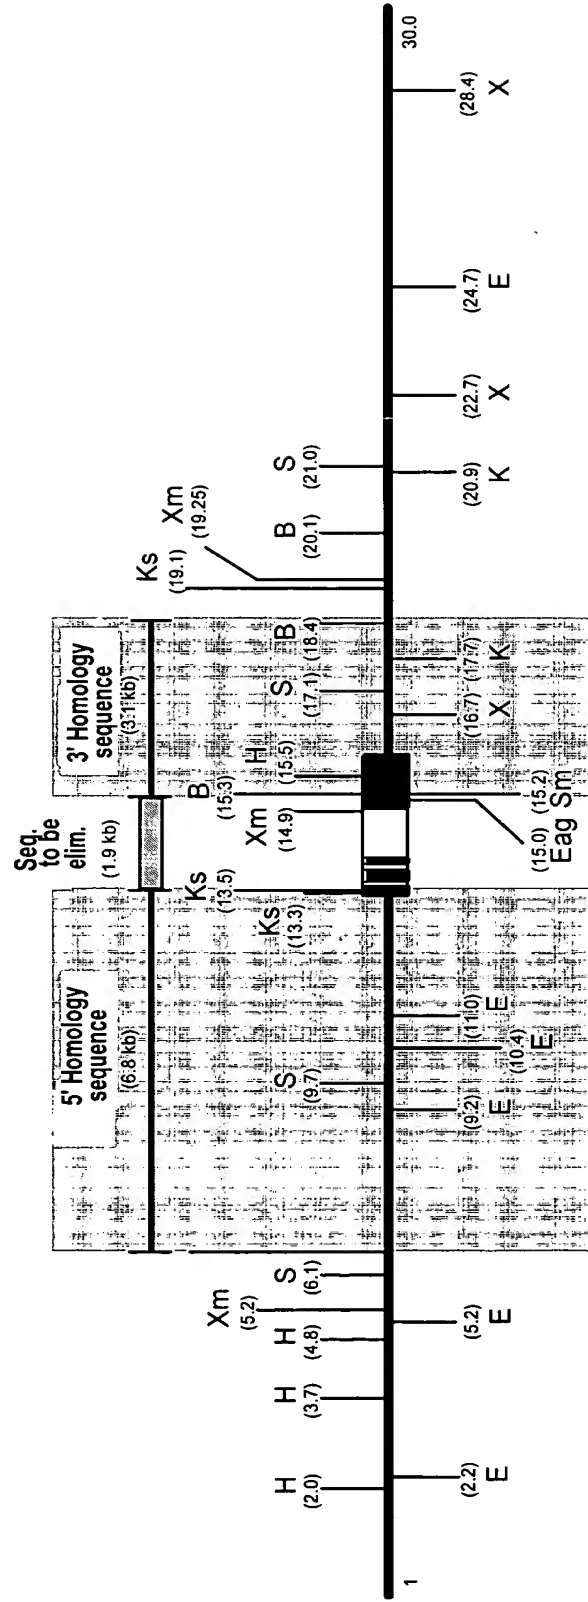 Seq.
to be
elim.
(1.9 kb)
5' Homology
sequence
(6.8 kb)
3' Homology
sequence
(3.1 kb)
H
(2.0)
H
(3.7)
H
(4.8)
Xm
(5.2)
S
(6.1)
S
(9.7)
Ks
(13.3)
Ks
(13.5)
Xm
(14.9)
B
(15.3)
H
(15.5)
S
(17.1)
B
(18.4)
Ks
(19.1)
Xm
(19.25)
B
(20.1)
S
(21.0)
1
30.0
(2.2)
E
(5.2)
E
(9.2)
E
(10.4)
E
(11.0)
E
(15.0)
Eag
(15.2)
Sm
(16.7)
X
(17.7)
K
(20.9)
K
(22.7)
X
(24.7)
E
(28.4)
X